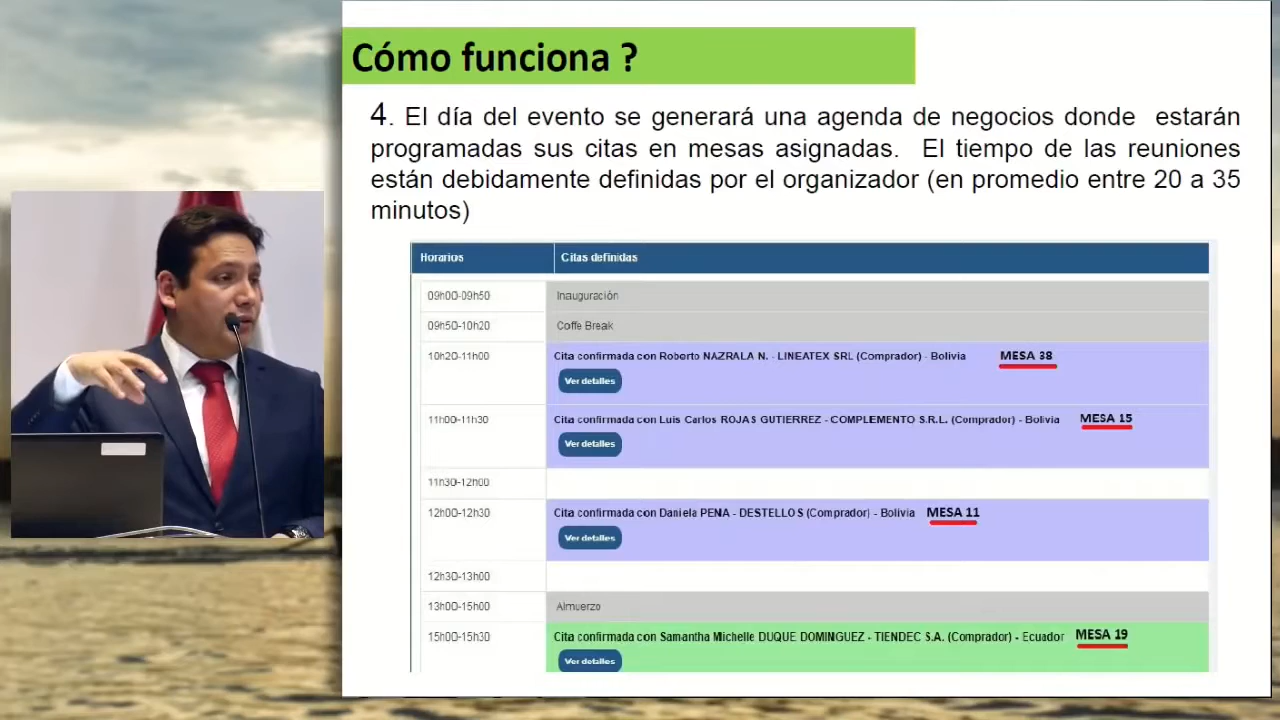 Cómo funciona ?
4. El día del evento se generará una agenda de negocios donde estarán
programadas sus citas en mesas asignadas. El tiempo de las reuniones
están debidamente definidas por el organizador (en promedio entre 20 a 35
minutos)
Horarios Citas definidas
09h00-09h50 Inauguración
09h50-10h20 Coffe Break
10h20-11h00 Cita confirmada con Roberto NAZRALA N. - LINEATEX SRL (Comprador) - Bolivia MESA 38
Ver detalles
11h00-11h30 Cita confirmada con Luis Carlos ROJAS GUTIERREZ - COMPLEMENTO S.R.L. (Comprador) - Bolivia MESA 15
Ver detalles
11h30-12h00
12h00-12h30 Cita confirmada con Daniela PENA - DESTELLOS (Comprador) - Bolivia MESA 11
Ver detalles
12h30-13h00
13h00-15h00 Almuerzo
15h00-15h30 Cita confirmada con Samantha Michelle DUQUE DOMINGUEZ - TIENDEC S.A. (Comprador) - Ecuador MESA 19
Ver detalles